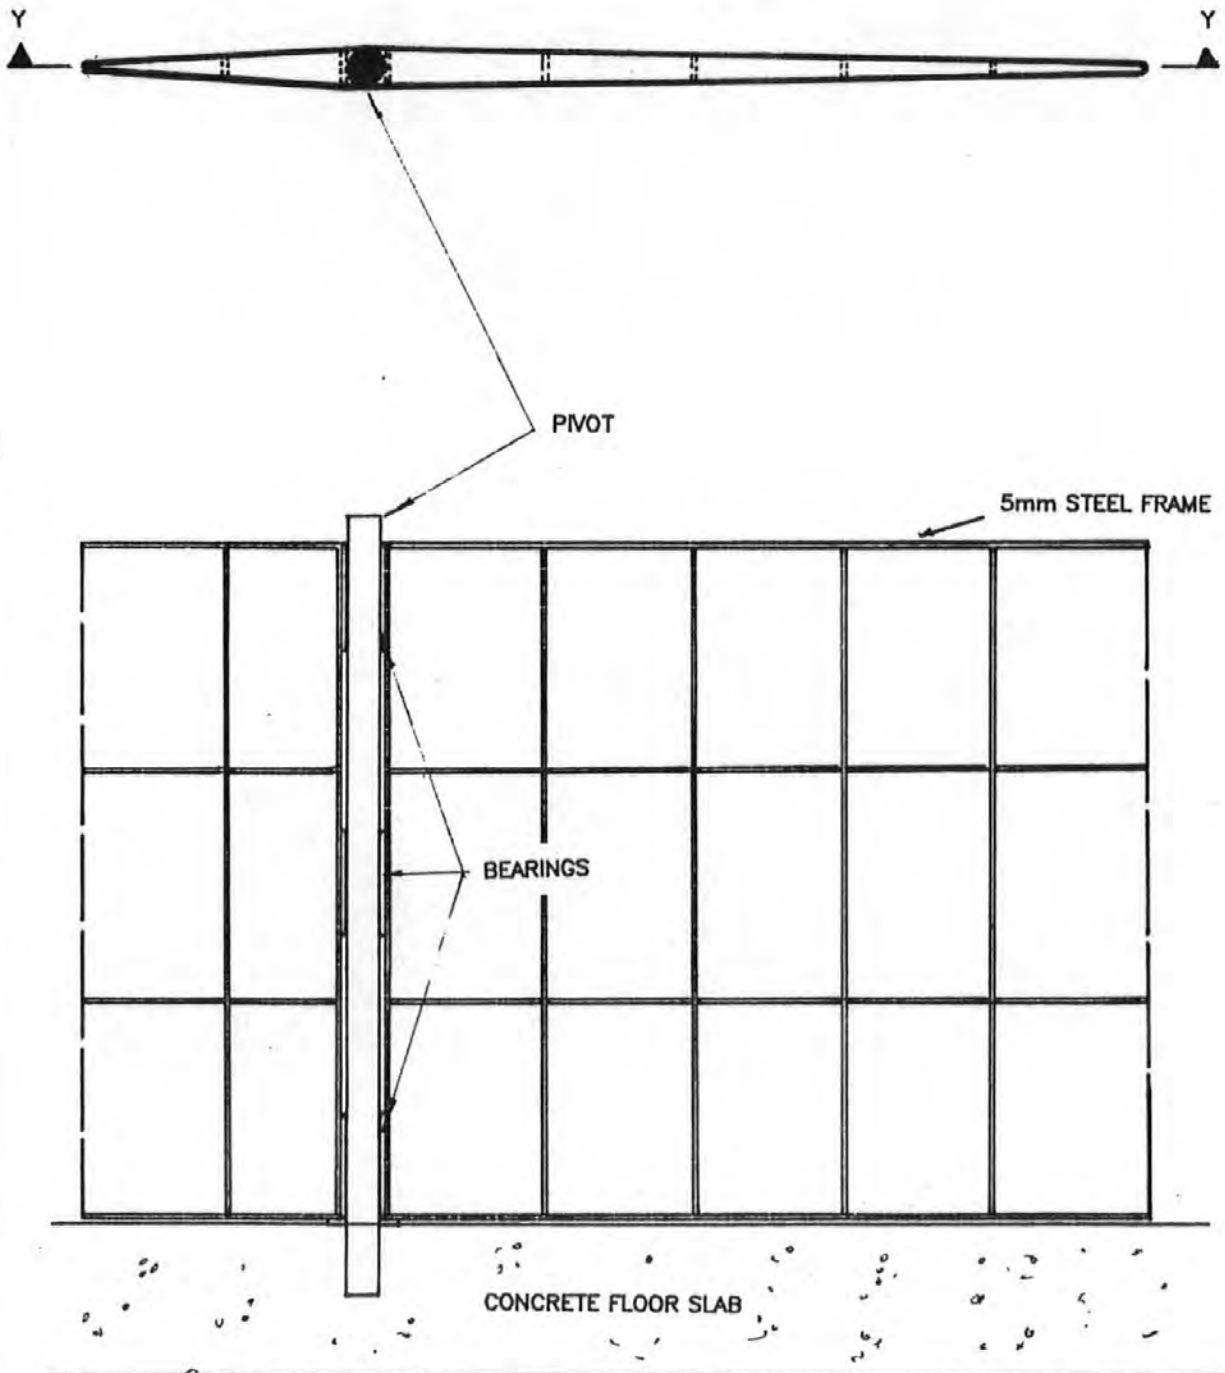 Y Y
PIVOT
5mm STEEL FRAME
BEARINGS
CONCRETE FLOOR SLAB